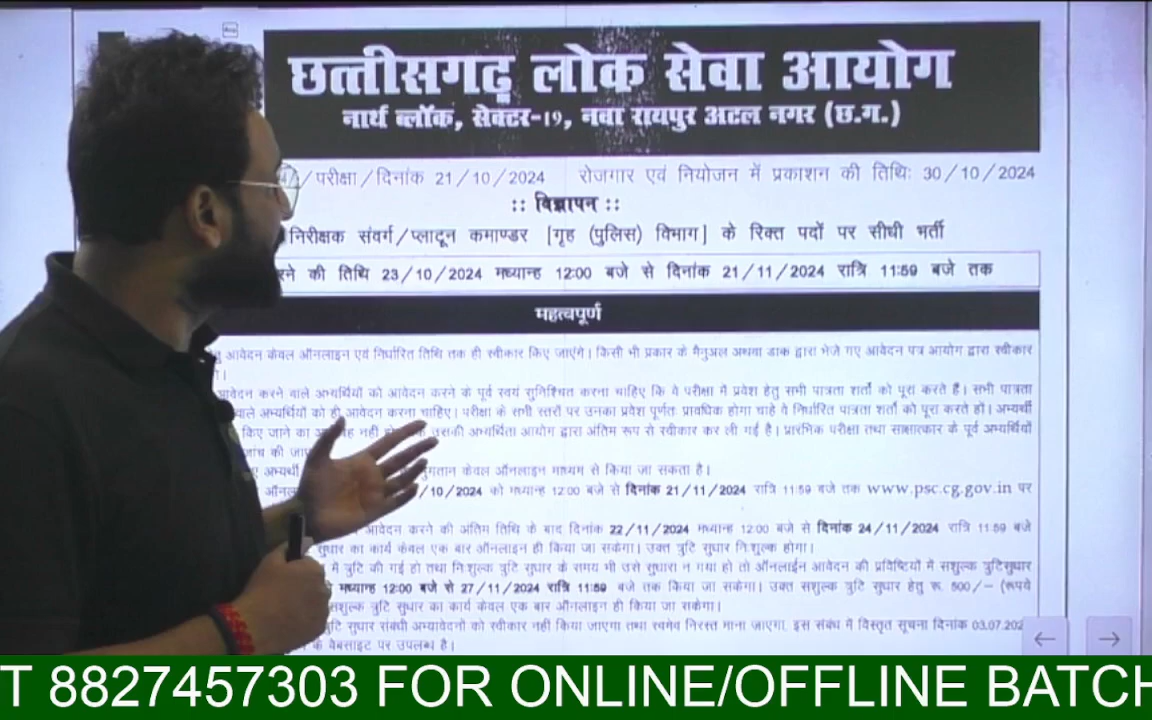 छत्तीसगढ़ लोक सेवा आयोग
नार्थ ब्लॉक, सेक्टर-19, नवा रायपुर अटल नगर (छ.ग.)
/परीक्षा/दिनांक 21/10/2024 रोजगार एवं नियोजन में प्रकाशन की तिथिः 30/10/2024
:: विज्ञापन ::
निरीक्षक संवर्ग/प्लाटून कमाण्डर [गृह (पुलिस) विभाग] के रिक्त पदों पर सीधी भर्ती
की तिथि 23/10/2024 मध्यान्ह 12:00 बजे से दिनांक 21/11/2024 रात्रि 11:59 बजे तक
महत्वपूर्ण
आवेदन केवल ऑनलाइन एवं निर्धारित तिथि तक ही स्वीकार किए जाएंगे। किसी भी प्रकार के मैनुअल अथवा डाक द्वारा भेजे गए आवेदन पत्र आयोग द्वारा स्वीकार
आवेदन करने वाले अभ्यर्थियों को आवेदन करने के पूर्व स्वयं सुनिश्चित करना चाहिए कि वे परीक्षा में प्रवेश हेतु सभी पात्रता शर्तो को पूरा करते हैं। सभी पात्रता
वाले अभ्यर्थियों को ही आवेदन करना चाहिए। परीक्षा के सभी स्तरों पर उनका प्रवेश पूर्णतः प्रावधिक होगा चाहे वे निर्धारित पात्रता शर्तो को पूरा करते हों। अभ्यर्थी
किए जाने का नहीं उसकी अभ्यर्थिता आयोग द्वारा अंतिम रूप से स्वीकार कर ली गई है। प्रारंभिक परीक्षा तथा साक्षात्कार के पूर्व अभ्यर्थियों
जांच की
अभ्यर्थी केवल ऑनलाइन माध्यम से किया जा सकता है।
/10/2024 को मध्यान्ह 12:00 बजे से दिनांक 21/11/2024 रात्रि 11:59 बजे तक www.psc.cg.gov.in पर
आवेदन करने की अंतिम तिथि के बाद दिनांक 22/11/2024 मध्यान्ह 12:00 बजे से दिनांक 24/11/2024 रात्रि 11:59 बजे
सुधार का कार्य केवल एक बार ऑनलाइन ही किया जा सकेगा। उक्त त्रुटि सुधार निःशुल्क होगा।
में त्रुटि की गई हो तथा निःशुल्क त्रुटि सुधार के समय भी उसे सुधारा न गया हो तो ऑनलाईन आवेदन की प्रविष्टियों में सशुल्क त्रुटिसुधार
मध्यान्ह 12:00 बजे से 27/11/2024 रात्रि 11:59 बजे तक किया जा सकेगा। उक्त सशुल्क त्रुटि सुधार हेतु रू. 500/– (रूपये
सशुल्क त्रुटि सुधार का कार्य केवल एक बार ऑनलाइन ही किया जा सकेगा।
सुधार संबंधी अभ्यावेदनों को स्वीकार नही किया जाएगा तथा स्वमेव निरस्त माना जाएगा. इस संबंध में विस्तृत सूचना दिनांक 03.07.202
के वेबसाइट पर उपलब्ध है।
T 8827457303 FOR ONLINE/OFFLINE BATCH